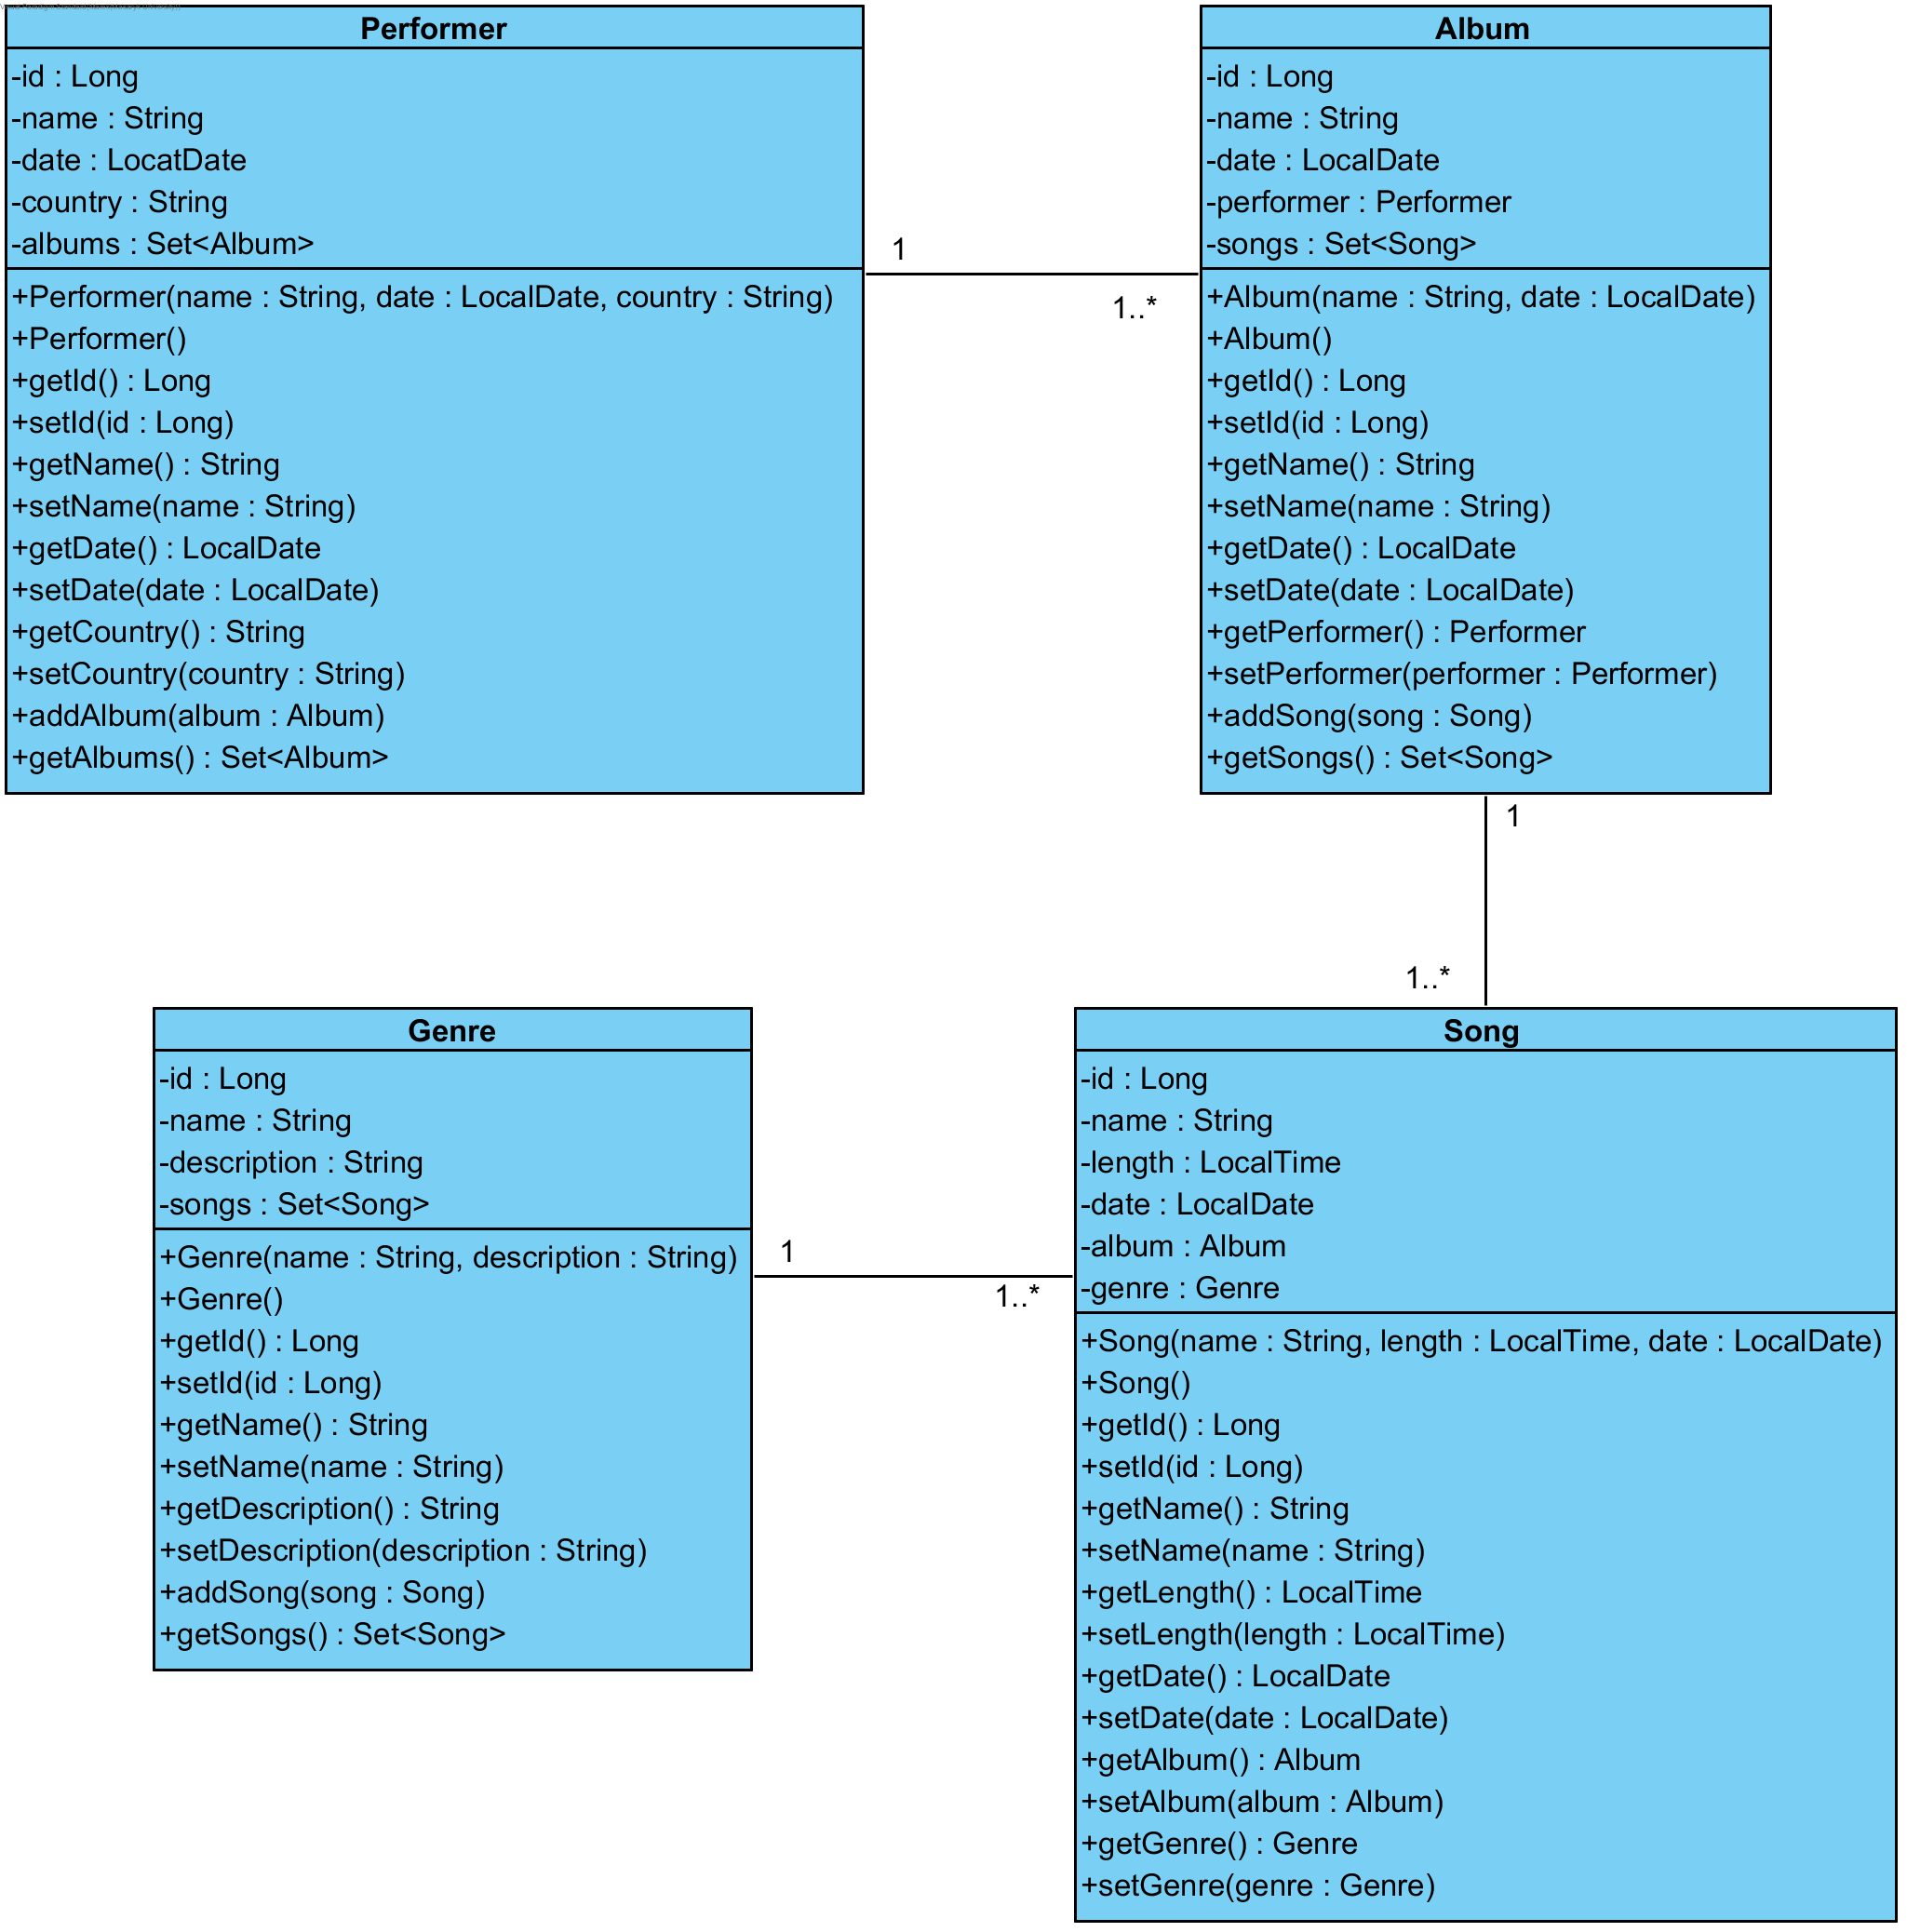 Performer
-id : Long
-name : String
-date : LocatDate
-country : String
-albums : Set<Album>
+Performer(name : String, date : LocalDate, country : String)
+Performer()
+getId() : Long
+setId(id : Long)
+getName() : String
+setName(name : String)
+getDate() : LocalDate
+setDate(date : LocalDate)
+getCountry() : String
+setCountry(country : String)
+addAlbum(album : Album)
+getAlbums() : Set<Album>
1
1..*
Album
-id : Long
-name : String
-date : LocalDate
-performer : Performer
-songs : Set<Song>
+Album(name : String, date : LocalDate)
+Album()
+getId() : Long
+setId(id : Long)
+getName() : String
+setName(name : String)
+getDate() : LocalDate
+setDate(date : LocalDate)
+getPerformer() : Performer
+setPerformer(performer : Performer)
+addSong(song : Song)
+getSongs() : Set<Song>
1
1..*
Genre
-id : Long
-name : String
-description : String
-songs : Set<Song>
+Genre(name : String, description : String)
+Genre()
+getId() : Long
+setId(id : Long)
+getName() : String
+setName(name : String)
+getDescription() : String
+setDescription(description : String)
+addSong(song : Song)
+getSongs() : Set<Song>
1
1..*
Song
-id : Long
-name : String
-length : LocalTime
-date : LocalDate
-album : Album
-genre : Genre
+Song(name : String, length : LocalTime, date : LocalDate)
+Song()
+getId() : Long
+setId(id : Long)
+getName() : String
+setName(name : String)
+getLength() : LocalTime
+setLength(length : LocalTime)
+getDate() : LocalDate
+setDate(date : LocalDate)
+getAlbum() : Album
+setAlbum(album : Album)
+getGenre() : Genre
+setGenre(genre : Genre)